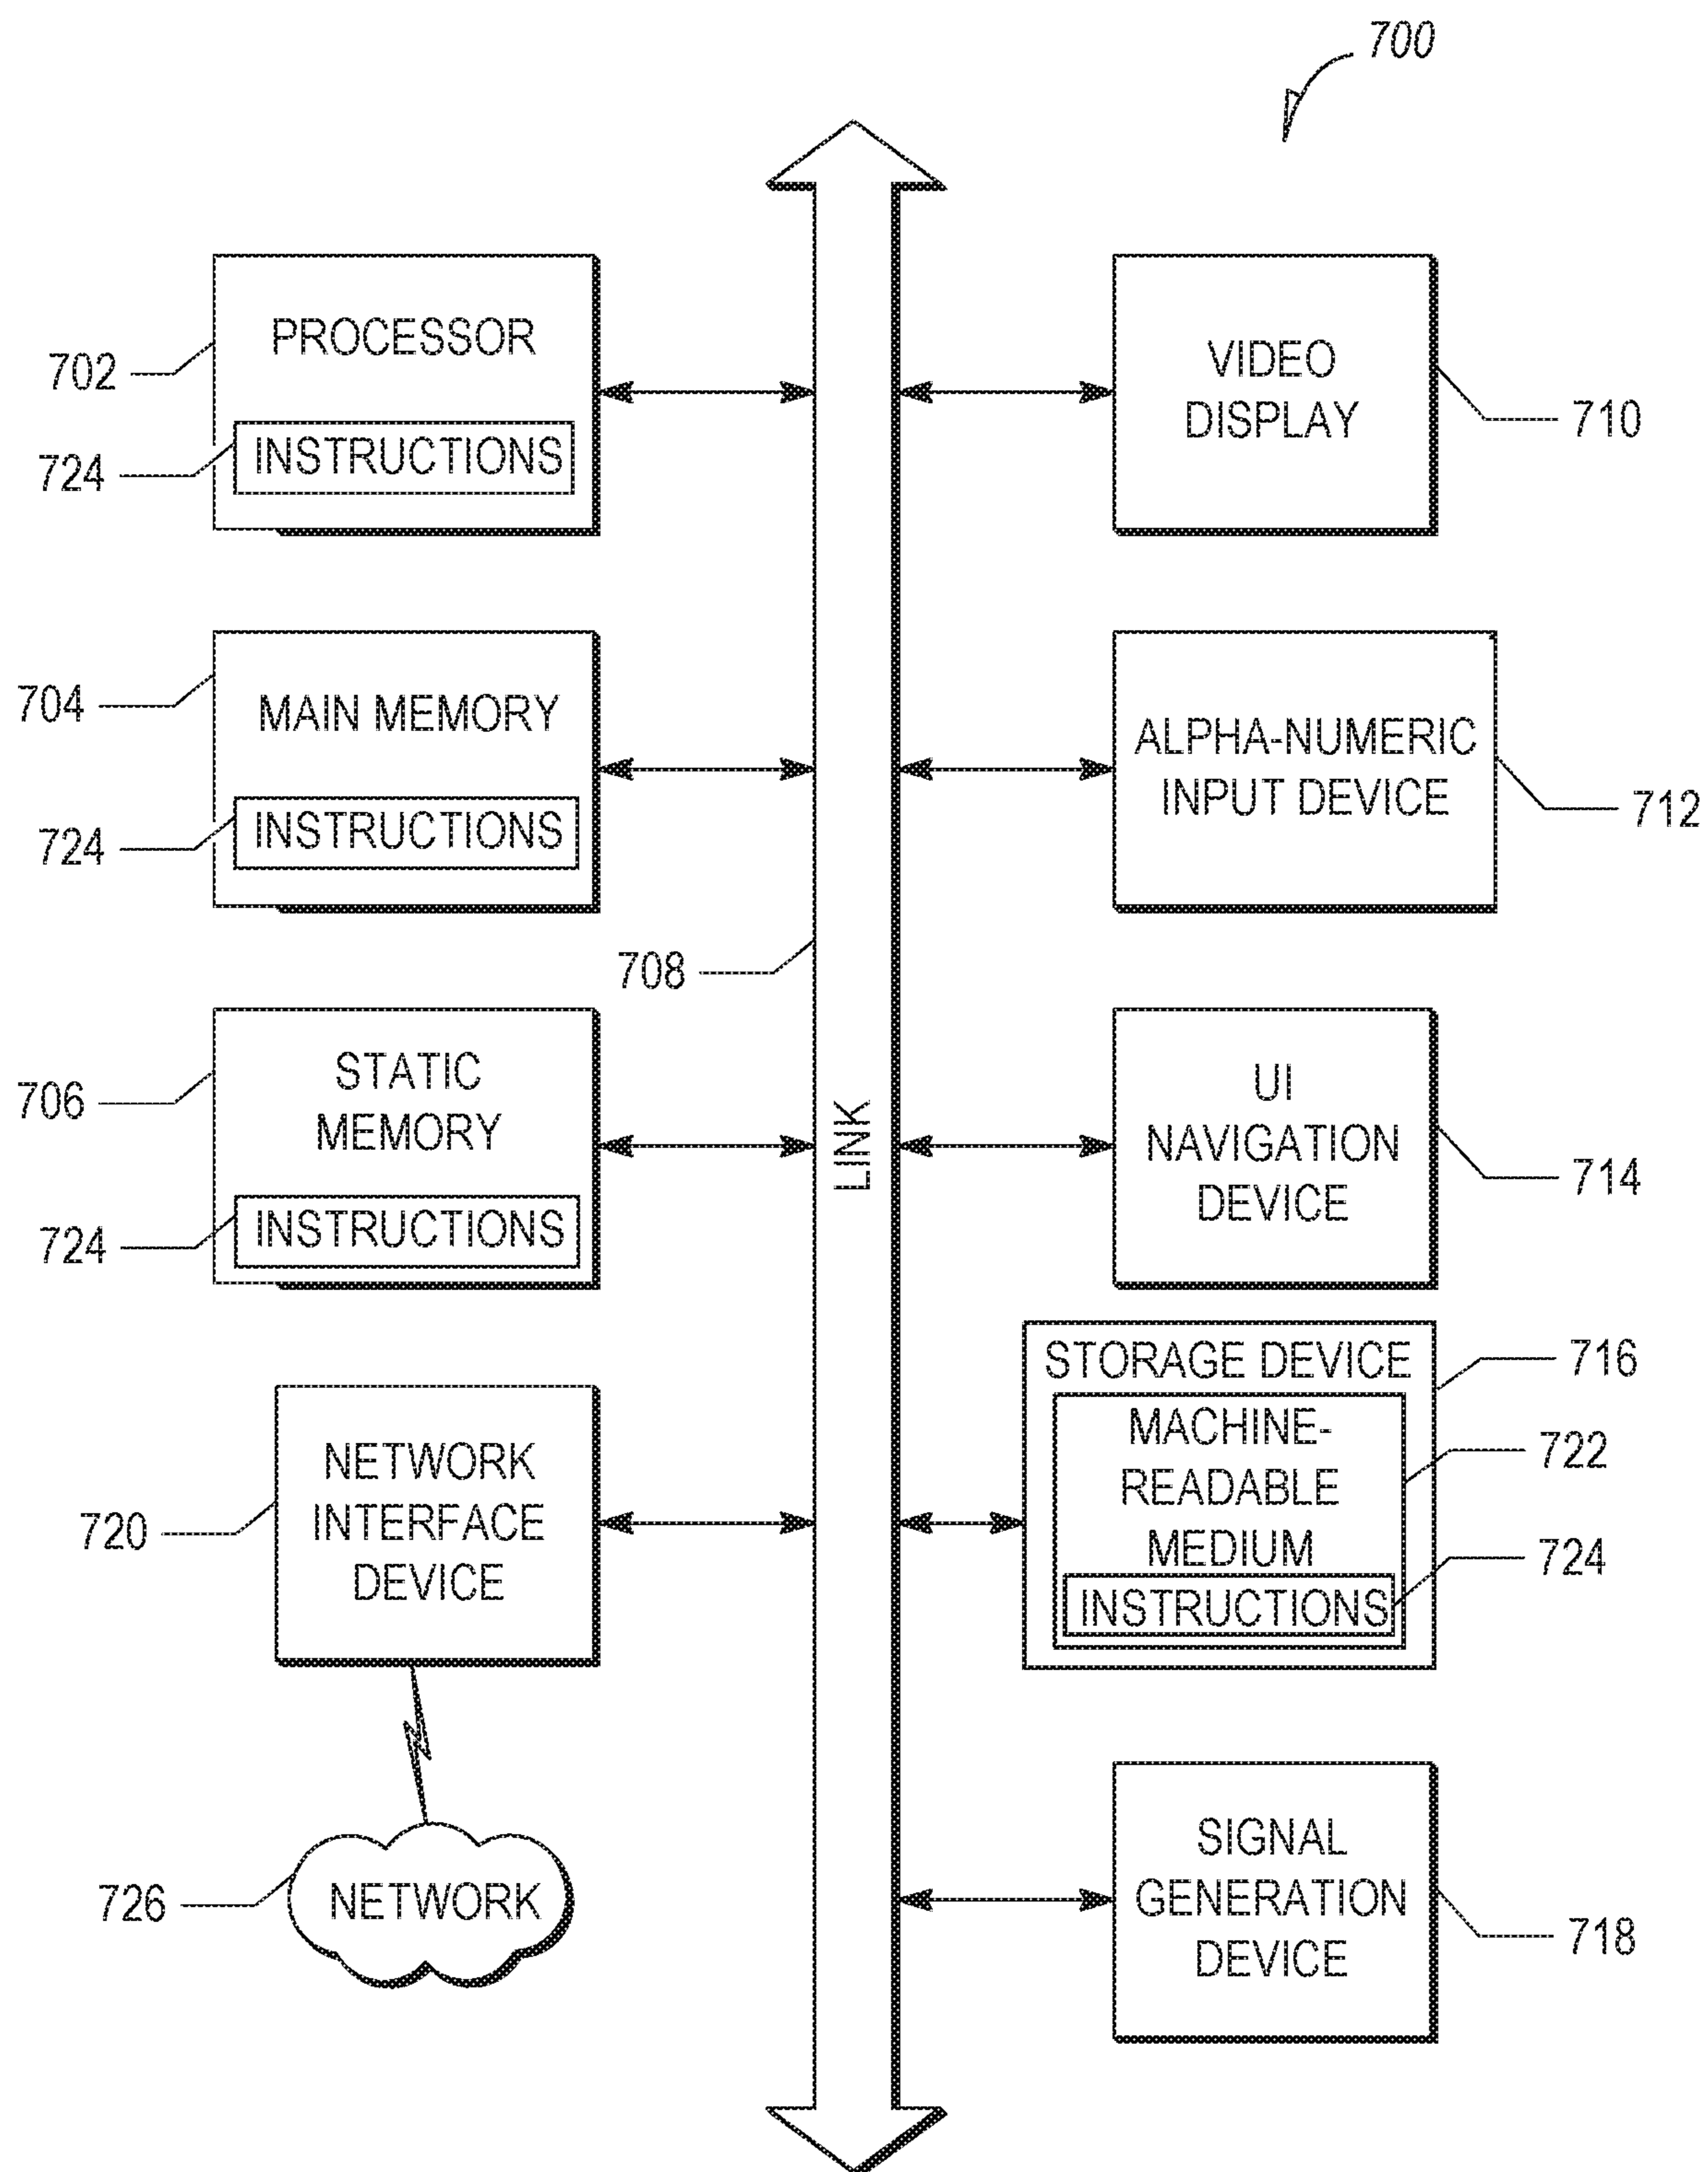 700
PROCESSOR
702
INSTRUCTIONS
724
MAIN MEMORY
704
INSTRUCTIONS
724
708
STATIC
MEMORY
706
INSTRUCTIONS
724
NETWORK
INTERFACE
DEVICE
720
NETWORK
726
LINK
VIDEO
DISPLAY
710
ALPHA-NUMERIC
INPUT DEVICE
712
UI
NAVIGATION
DEVICE
714
STORAGE DEVICE
716
MACHINE-
READABLE
MEDIUM
722
INSTRUCTIONS
724
SIGNAL
GENERATION
DEVICE
718